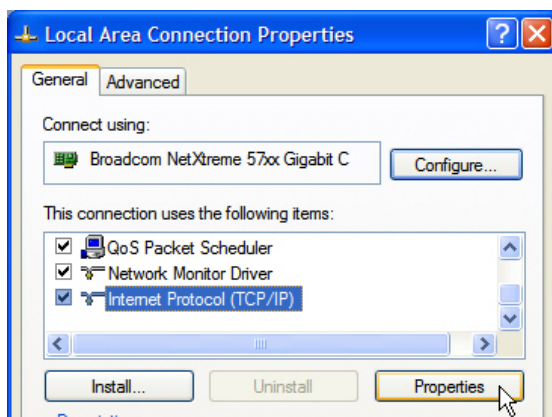 Local Area Connection Properties
General Advanced
Connect using:
Broadcom NetXtreme 57xx Gigabit C
Configure...
This connection uses the following items:
QoS Packet Scheduler
Network Monitor Driver
Internet Protocol (TCP/IP)
Install... Uninstall Properties